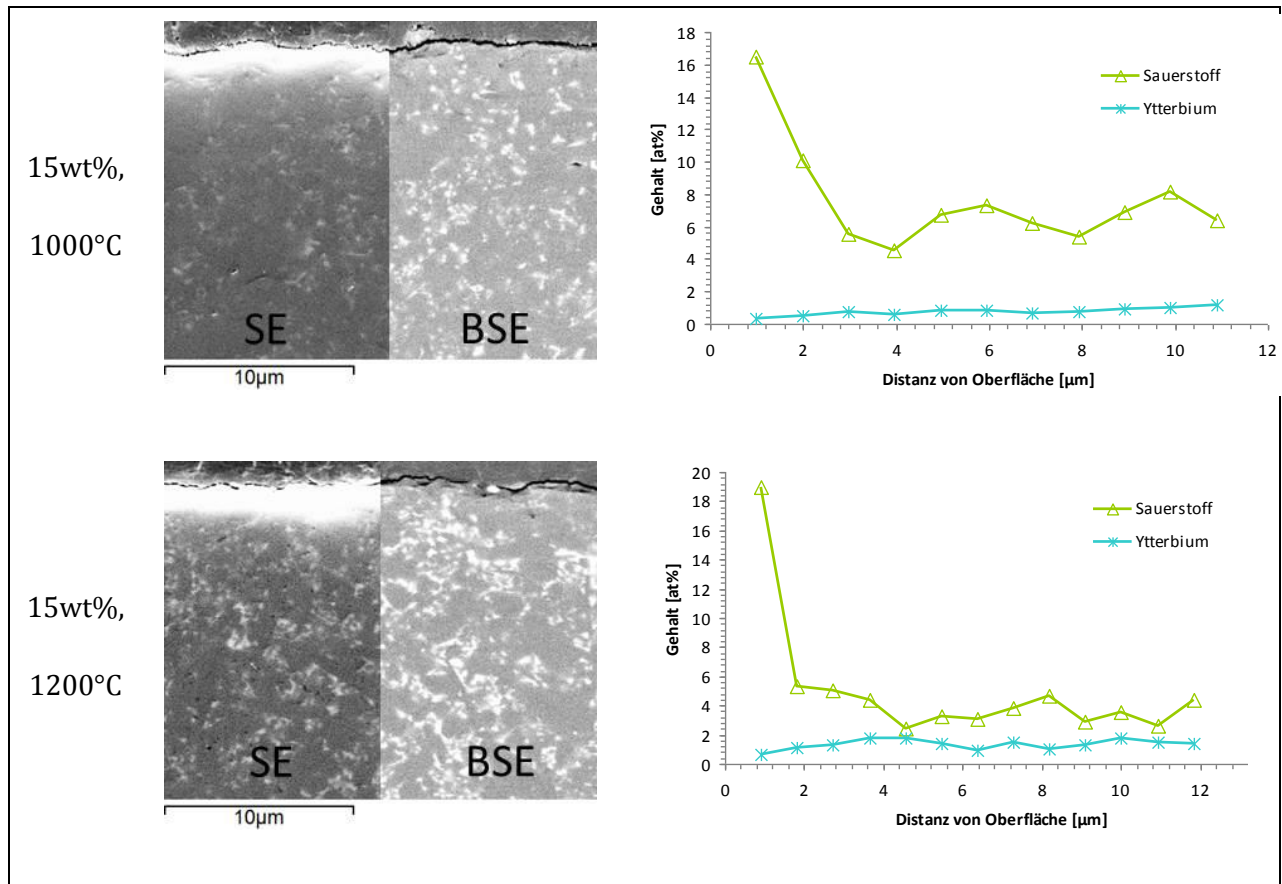 15wt%,
1000°C
SE
BSE
10µm
18
16
14
12
10
8
6
4
2
0
Gehalt [at%]
0 2 4 6 8 10 12
Distanz von Oberfläche [µm]
Sauerstoff
Ytterbium
15wt%,
1200°C
SE
BSE
10µm
20
18
16
14
12
10
8
6
4
2
0
Gehalt [at%]
0 2 4 6 8 10 12
Distanz von Oberfläche [µm]
Sauerstoff
Ytterbium